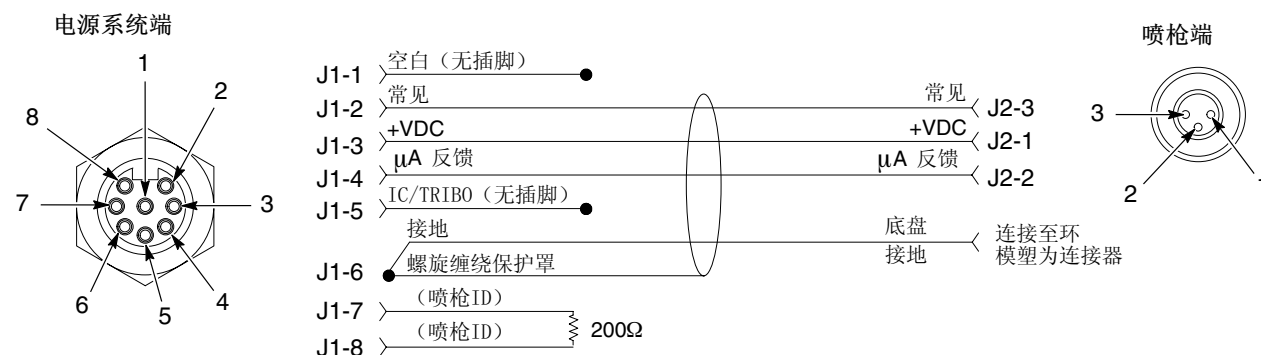 电源系统端
喷枪端
1
2
8
7
3
6
5
4
J1-1 空白（无插脚）
J1-2 常见 常见 J2-3
J1-3 +VDC +VDC J2-1
J1-4 μA 反馈 μA 反馈 J2-2
J1-5 IC/TRIBO（无插脚）
接地 底盘 连接至环
接地 模塑为连接器
J1-6 螺旋缠绕保护罩
J1-7 （喷枪ID）
200Ω
J1-8 （喷枪ID）
3
2